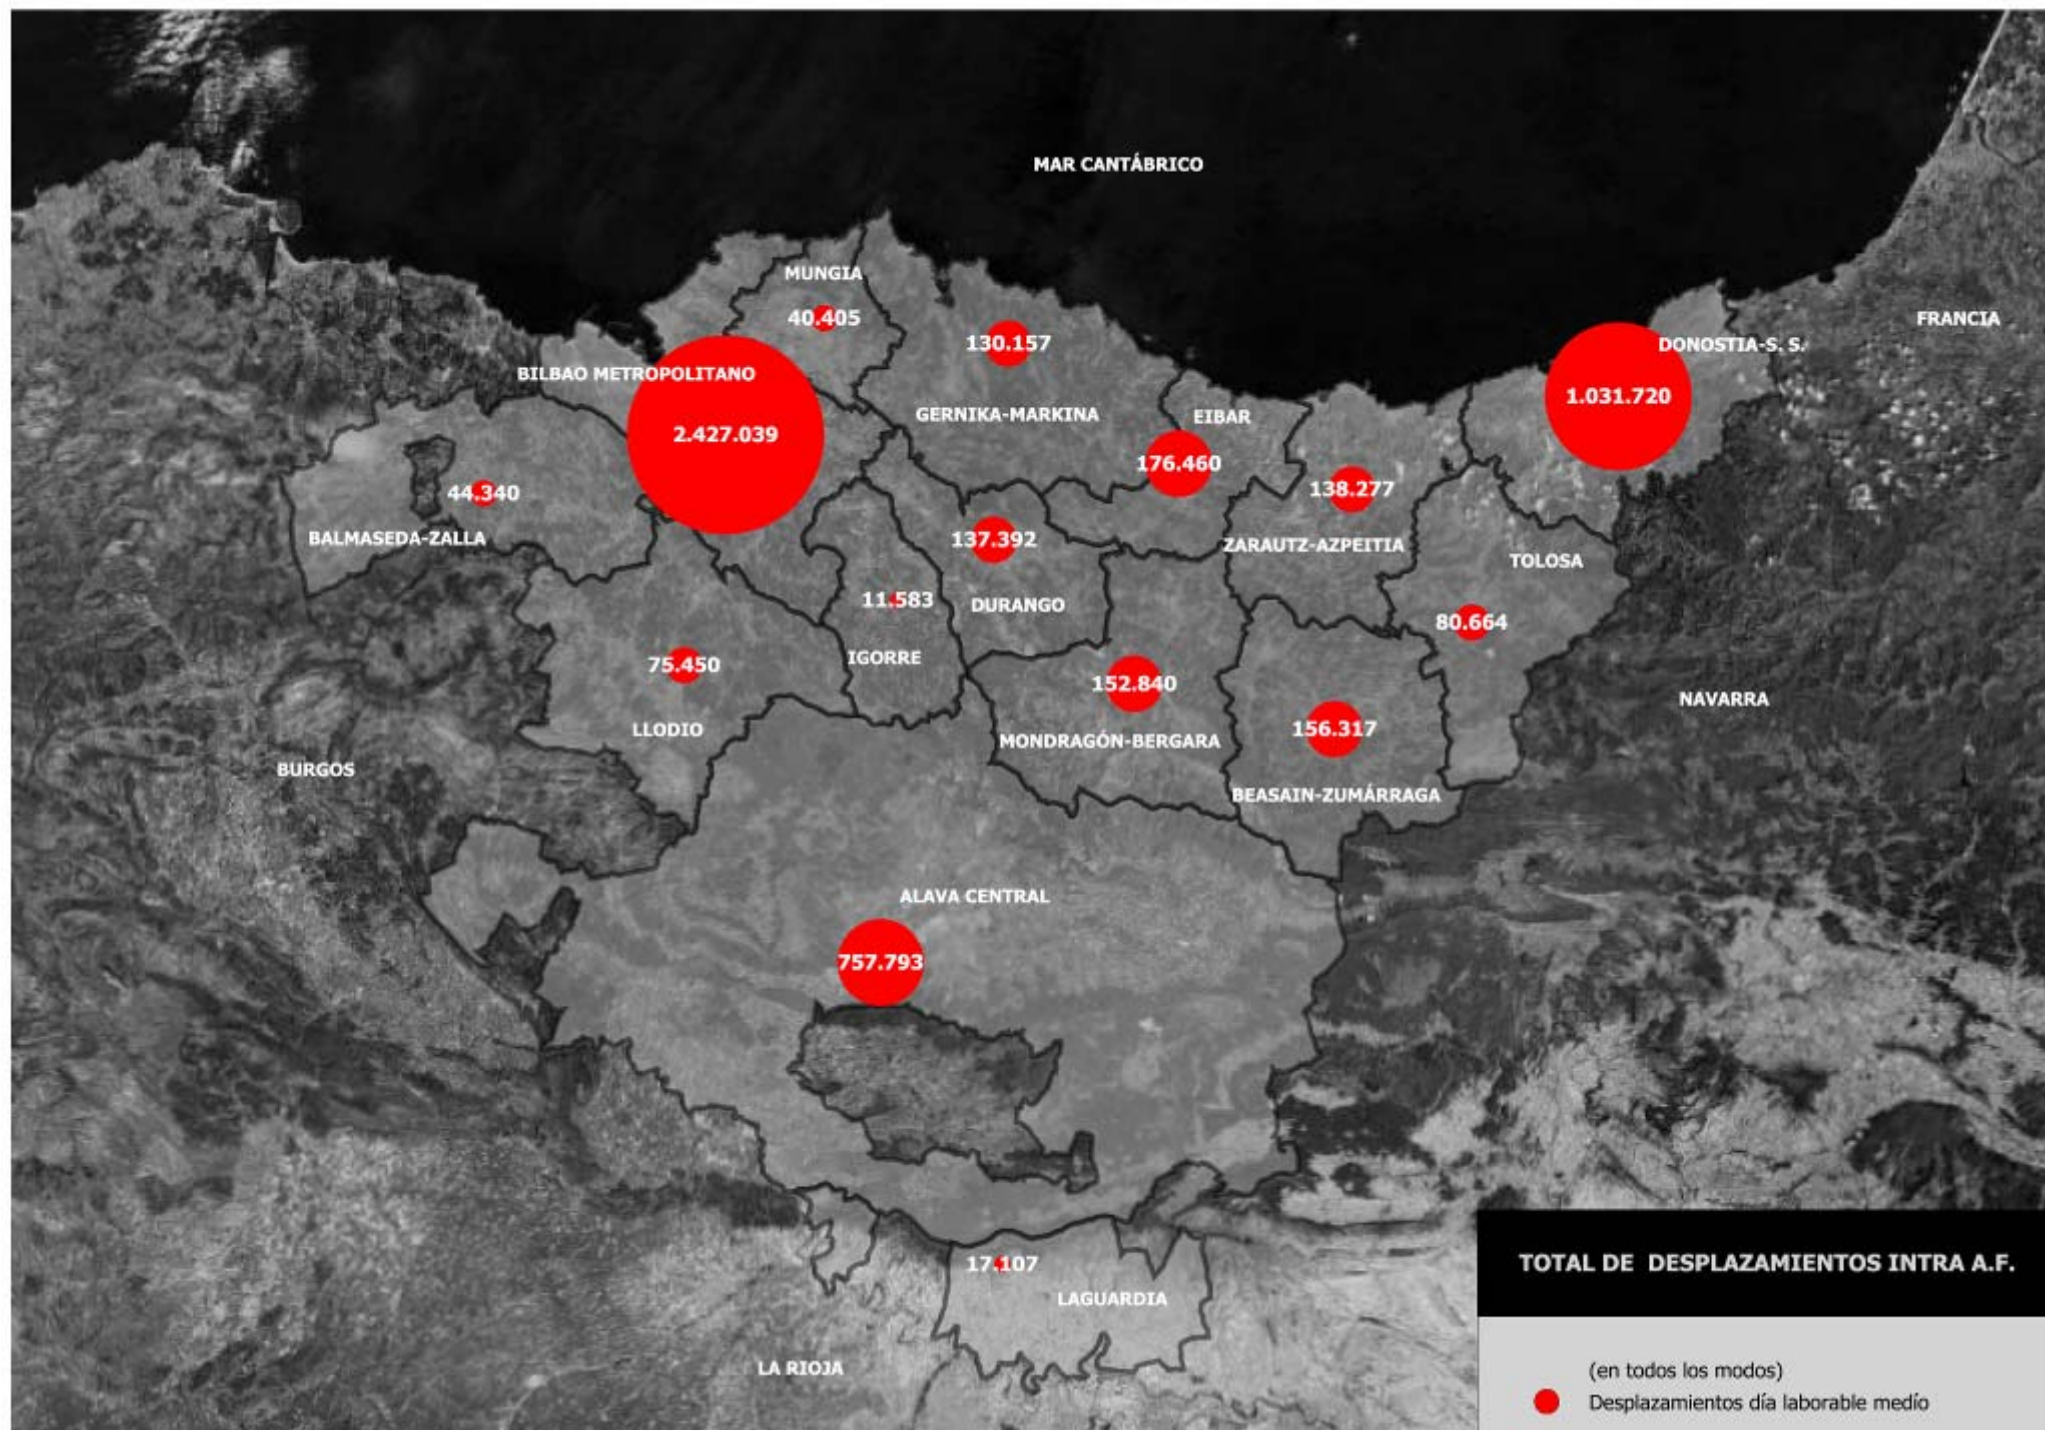 MAR CANTÁBRICO
MUNGIA
40.405
FRANCIA
130.157
DONOSTIA-S. S.
BILBAO METROPOLITANO
1.031.720
GERNIKA-MARKINA
EIBAR
2.427.039
176.460
138.277
44.340
BALMASEDA-ZALLA
137.392
ZARAUTZ-AZPEITIA
TOLOSA
11.583
DURANGO
80.664
75.450
IGORRE
152.840
NAVARRA
LLODIO
156.317
MONDRAGÓN-BERGARA
BURGOS
BEASAIN-ZUMÁRRAGA
ALAVA CENTRAL
757.793
17.107
LAGUARDIA
LA RIOJA
TOTAL DE DESPLAZAMIENTOS INTRA A.F.
(en todos los modos)
Desplazamientos día laborable medío